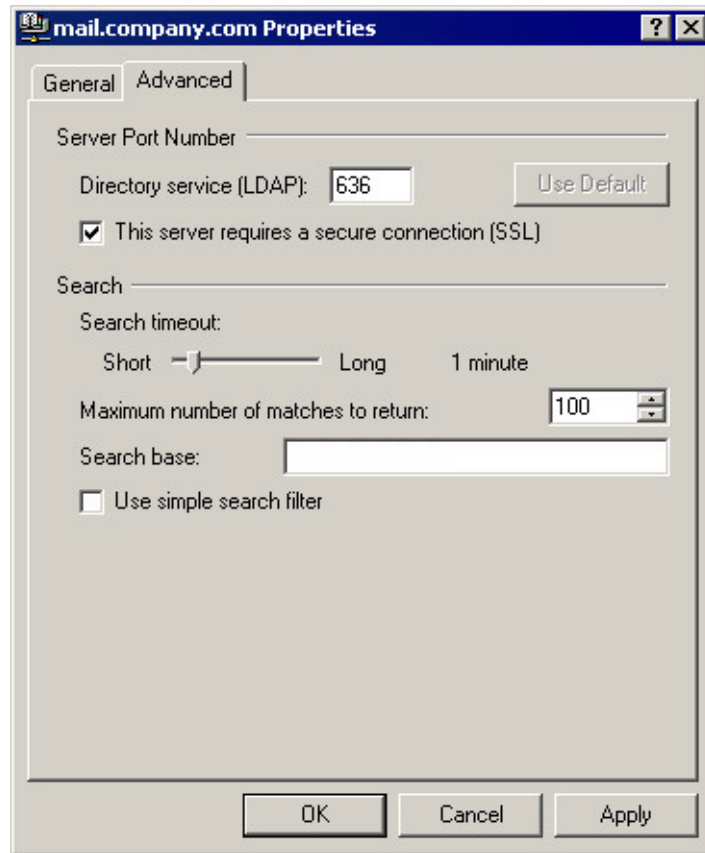 mail.company.com Properties
General Advanced
Server Port Number
Directory service (LDAP): 636 Use Default
This server requires a secure connection (SSL)
Search
Search timeout:
Short Long 1 minute
Maximum number of matches to return: 100
Search base:
Use simple search filter
OK Cancel Apply